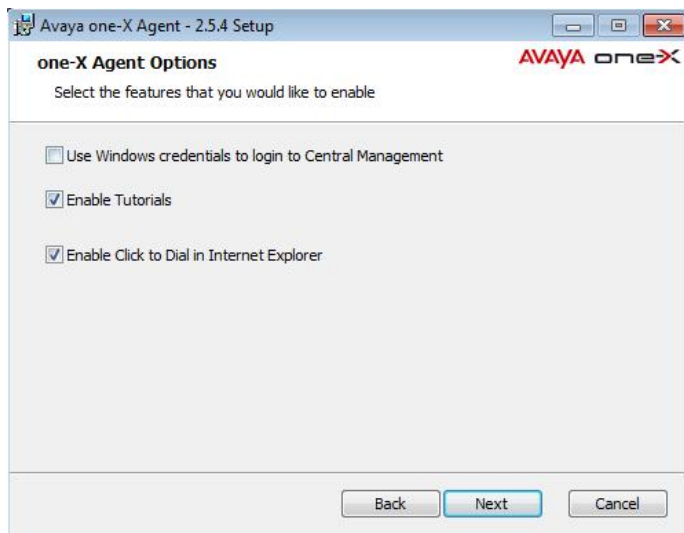 Avaya one-X Agent - 2.5.4 Setup
one-X Agent Options
AVAYA one-X
Select the features that you would like to enable
Use Windows credentials to login to Central Management
Enable Tutorials
Enable Click to Dial in Internet Explorer
Back Next Cancel